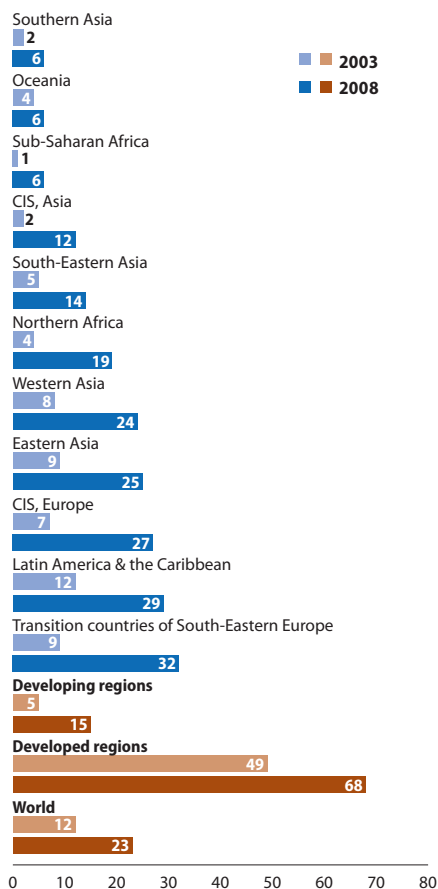 Southern Asia
2
6
2003
2008
Oceania
4
6
Sub-Saharan Africa
1
6
CIS, Asia
2
12
South-Eastern Asia
5
14
Northern Africa
4
19
Western Asia
8
24
Eastern Asia
9
25
CIS, Europe
7
27
Latin America & the Caribbean
12
29
Transition countries of South-Eastern Europe
9
32
Developing regions
5
15
Developed regions
49
68
World
12
23
0 10 20 30 40 50 60 70 80